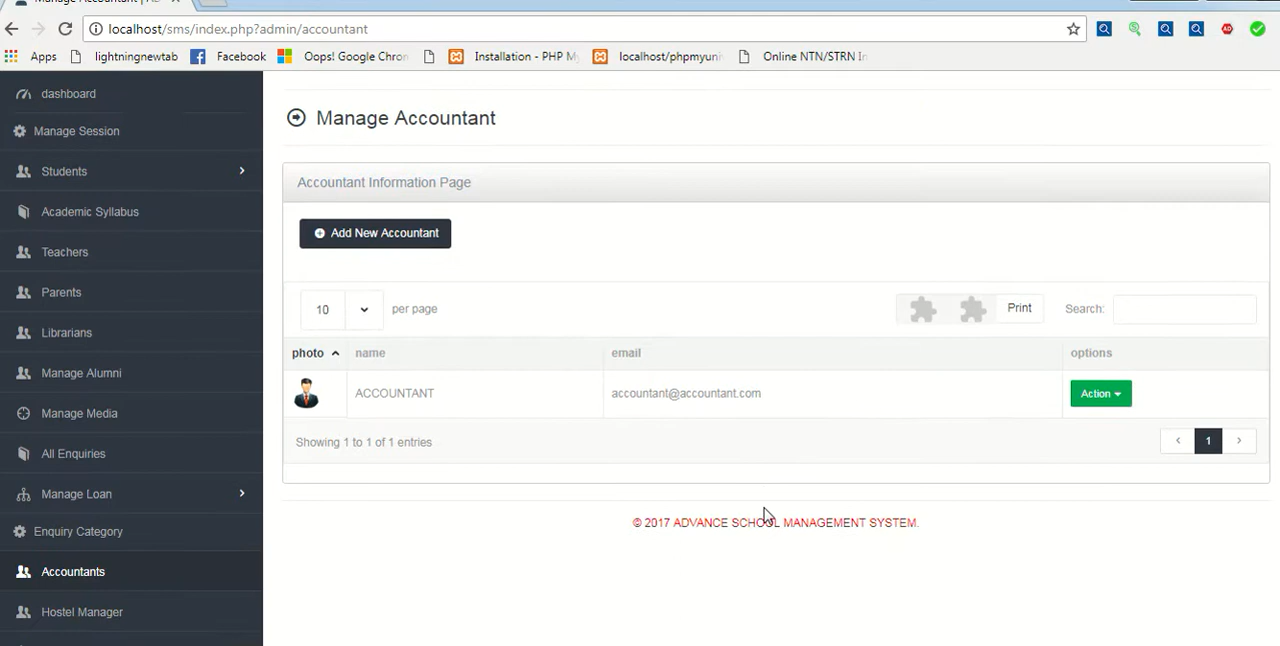 localhost/sms/index.php?admin/accountant
Apps lightningnewtab Facebook Oops! Google Chron Installation - PHP My localhost/phpmyunit Online NTN/STRN In
dashboard
Manage Session
Students
Academic Syllabus
Teachers
Parents
Librarians
Manage Alumni
Manage Media
All Enquiries
Manage Loan
Enquiry Category
Accountants
Hostel Manager
Manage Accountant
Accountant Information Page
Add New Accountant
10 per page Print Search:
photo name email options
ACCOUNTANT accountant@accountant.com Action
Showing 1 to 1 of 1 entries 1
© 2017 ADVANCE SCHOOL MANAGEMENT SYSTEM.